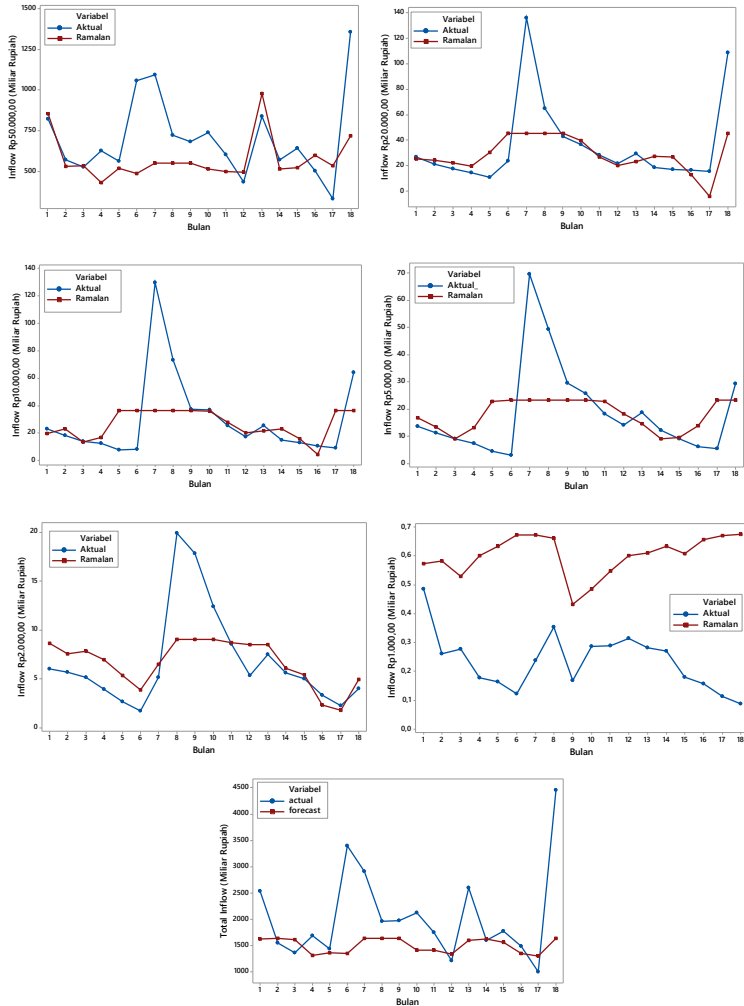 Inflow Rp50.000,00 (Miliar Rupiah)
1500
1250
1000
750
500
Variabel
Aktual
Ramalan
1 2 3 4 5 6 7 8 9 10 11 12 13 14 15 16 17 18
Bulan
Inflow Rp20.000,00 (Miliar Rupiah)
140
120
100
80
60
40
20
0
Variabel
Aktual
Ramalan
1 2 3 4 5 6 7 8 9 10 11 12 13 14 15 16 17 18
Bulan
Inflow Rp10.000,00 (Miliar Rupiah)
140
120
100
80
60
40
20
0
Variabel
Aktual
Ramalan
1 2 3 4 5 6 7 8 9 10 11 12 13 14 15 16 17 18
Bulan
Inflow Rp5.000,00 (Miliar Rupiah)
70
60
50
40
30
20
10
0
Variabel
Aktual_
Ramalan
1 2 3 4 5 6 7 8 9 10 11 12 13 14 15 16 17 18
Bulan
Inflow Rp2.000,00 (Miliar Rupiah)
20
15
10
5
0
Variabel
Aktual
Ramalan
1 2 3 4 5 6 7 8 9 10 11 12 13 14 15 16 17 18
Bulan
Inflow Rp1.000,00 (Miliar Rupiah)
0,7
0,6
0,5
0,4
0,3
0,2
0,1
0,0
Variabel
Aktual
Ramalan
1 2 3 4 5 6 7 8 9 10 11 12 13 14 15 16 17 18
Bulan
Total Inflow (Miliar Rupiah)
4500
4000
3500
3000
2500
2000
1500
1000
Variabel
actual
forecast
1 2 3 4 5 6 7 8 9 10 11 12 13 14 15 16 17 18
Bulan